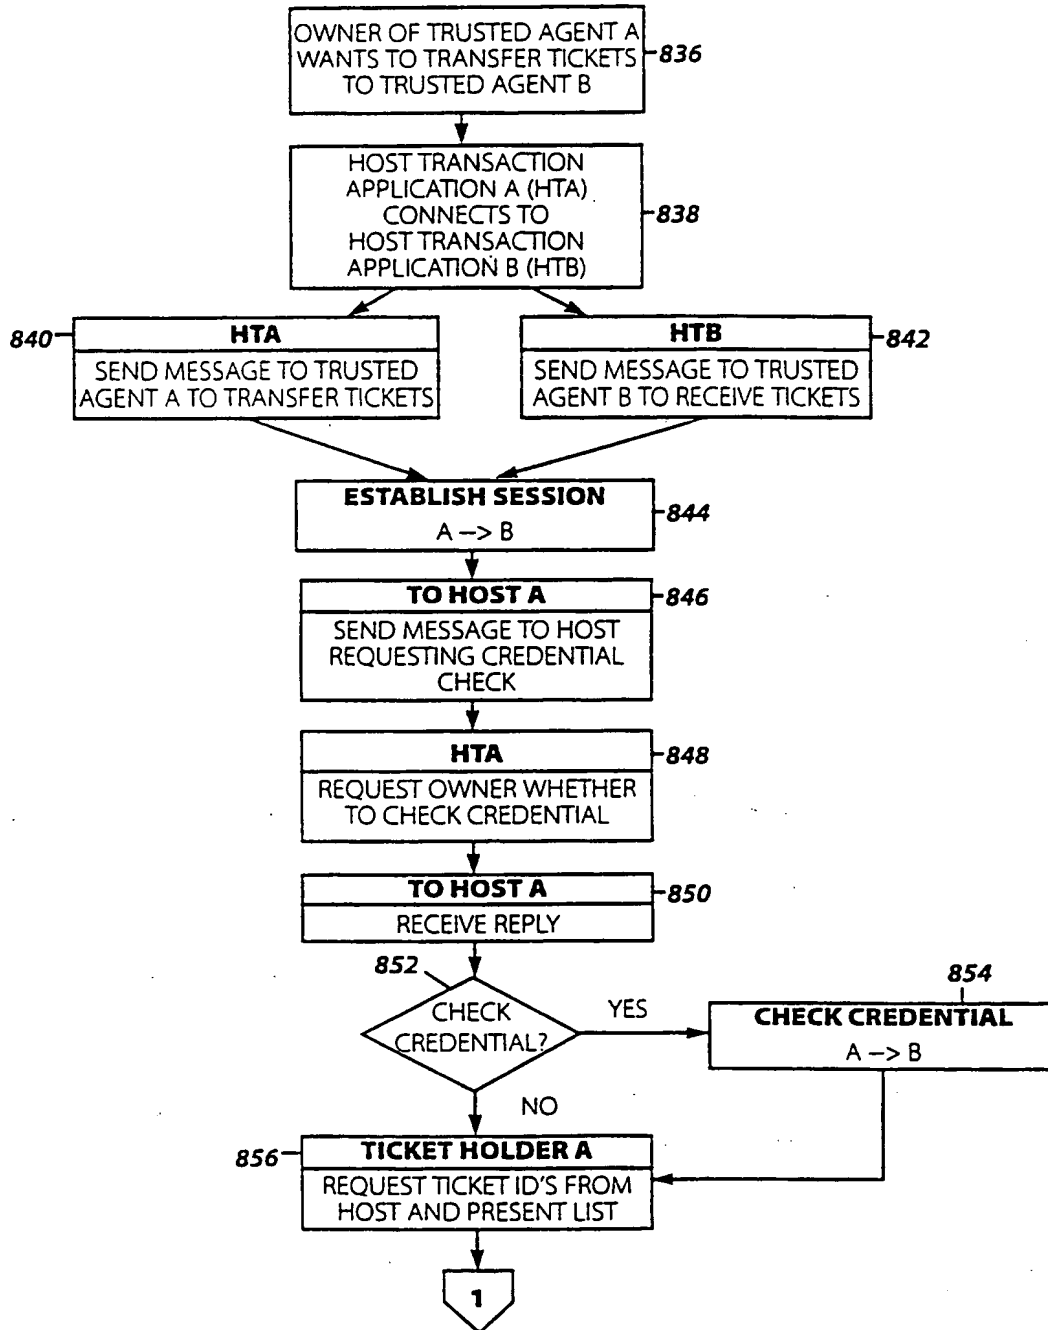 OWNER OF TRUSTED AGENT A
WANTS TO TRANSFER TICKETS
TO TRUSTED AGENT B
836
HOST TRANSACTION
APPLICATION A (HTA)
CONNECTS TO
HOST TRANSACTION
APPLICATION B (HTB)
838
840
HTA
SEND MESSAGE TO TRUSTED
AGENT A TO TRANSFER TICKETS
HTB
842
SEND MESSAGE TO TRUSTED
AGENT B TO RECEIVE TICKETS
ESTABLISH SESSION
A —> B
844
TO HOST A
846
SEND MESSAGE TO HOST
REQUESTING CREDENTIAL
CHECK
HTA
848
REQUEST OWNER WHETHER
TO CHECK CREDENTIAL
TO HOST A
850
RECEIVE REPLY
852
CHECK
CREDENTIAL?
YES
854
CHECK CREDENTIAL
A —> B
NO
856
TICKET HOLDER A
REQUEST TICKET ID'S FROM
HOST AND PRESENT LIST
1